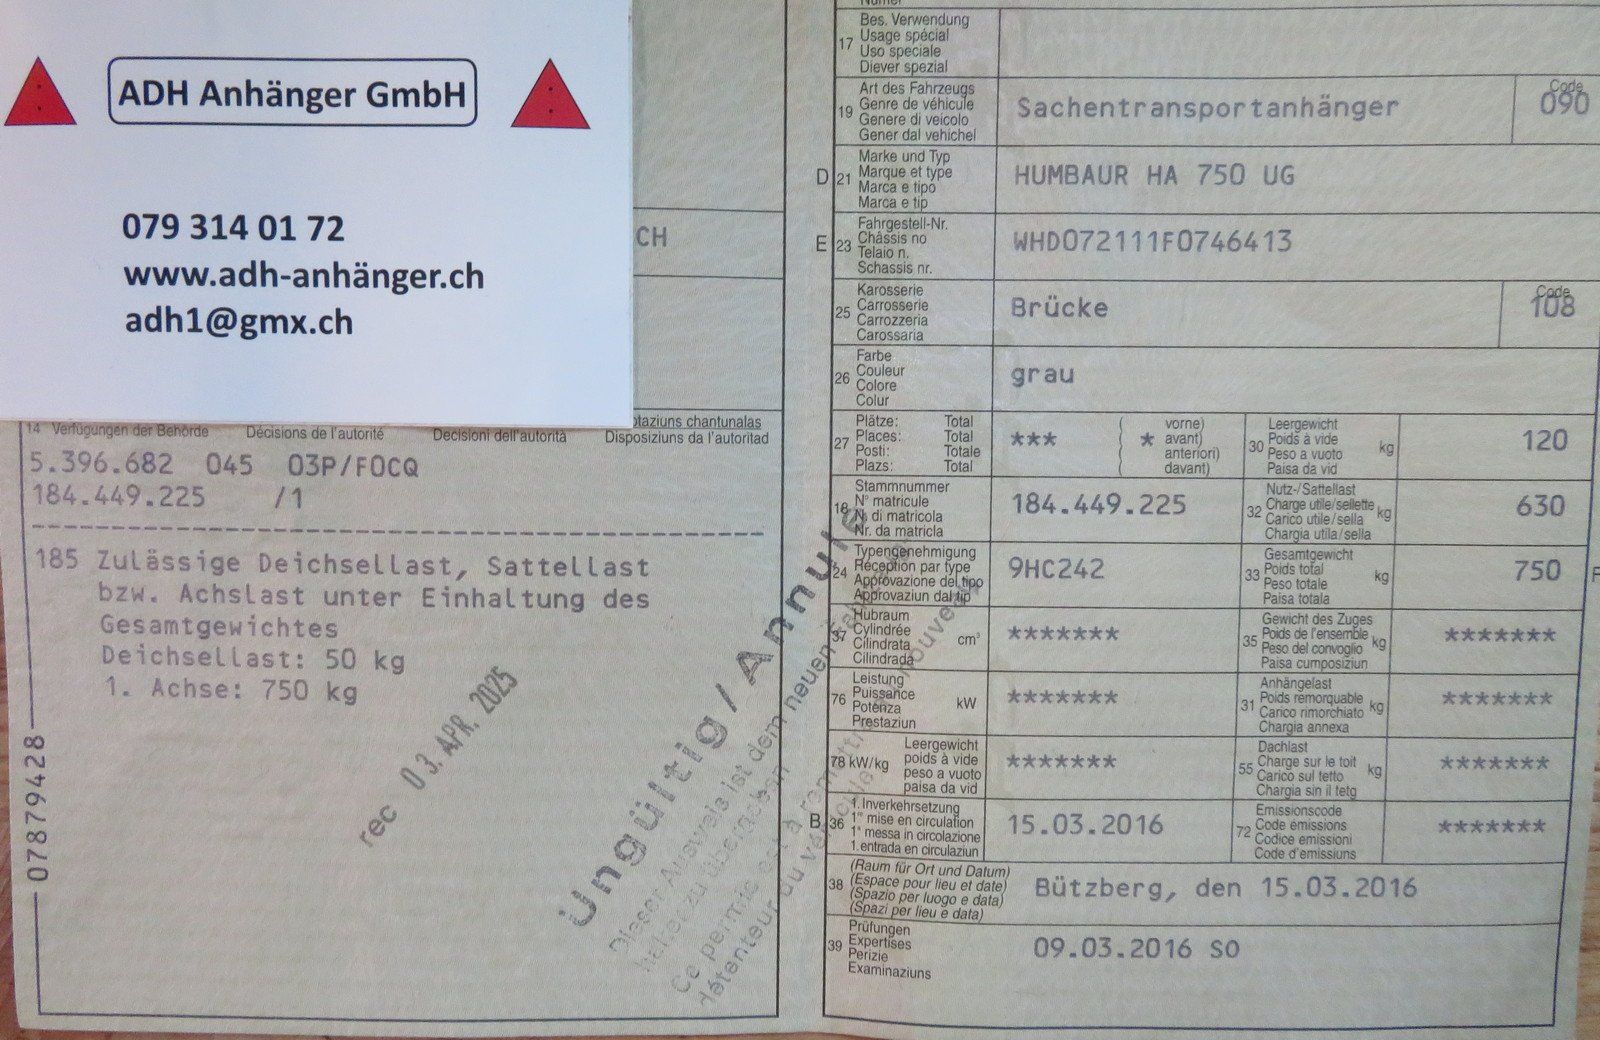 ADH Anhänger GmbH
079 314 01 72
www.adh-anhänger.ch
adh1@gmx.ch
CH
14 Verfügungen der Behörde Décisions de l'autorité Decisioni dell'autorità Disposiziuns da l'autoritad
5.396.682 045 03P/FOCQ
184.449.225 /1
185 Zulässige Deichsellast, Sattellast
bzw. Achslast unter Einhaltung des
Gesamtgewichtes
Deichsellast: 50 kg
1. Achse: 750 kg
07879428
rec 03. APR. 2025
Ungültig / Annulé
17 Bes. Verwendung
Usage spécial
Uso speciale
Diever spezial
19 Art des Fahrzeugs
Genre de véhicule
Genere di veicolo
Gener dal vehichel
Sachentransportanhänger
Code
090
D 21 Marke und Typ
Marque et type
Marca e tipo
Marca e tip
HUMBAUR HA 750 UG
E 23 Fahrgestell-Nr.
Châssis no
Telaio n.
Schassis nr.
WHD072111F0746413
25 Karosserie
Carrosserie
Carrozzeria
Carossaria
Brücke
Code
108
26 Farbe
Couleur
Colore
Colur
grau
27 Plätze: Total
Places: Total
Posti: Totale
Plazs: Total
*** ( * vorne)
( avant)
( anteriori)
( davant)
30 Leergewicht
Poids à vide
Peso a vuoto
Paisa da vid
kg
120
18 Stammnummer
N° matricule
N. di matricola
Nr. da matricla
184.449.225
32 Nutz-/Sattellast
Charge utile/sellette
Carico utile/sella
Chargia utila/sella
kg
630
24 Typengenehmigung
Réception par type
Approvazione del tipo
Approvaziun dal tip
9HC242
33 Gesamtgewicht
Poids total
Peso totale
Paisa totala
kg
750
37 Hubraum
Cylindrée
Cilindrata
Cilindrada
cm³
*******
35 Gewicht des Zuges
Poids de l'ensemble
Peso del convoglio
Paisa cumposiziun
kg
*******
76 Leistung
Puissance
Potenza
Prestaziun
kW
*******
31 Anhängelast
Poids remorquable
Carico rimorchiato
Chargia annexa
kg
*******
78 kW/kg Leergewicht
poids à vide
peso a vuoto
paisa da vid
*******
55 Dachlast
Charge sur le toit
Carico sul tetto
Chargia sin il tetg
kg
*******
B 36 1. Inverkehrsetzung
1re mise en circulation
1a messa in circolazione
1. entrada en circulaziun
15.03.2016
72 Emissionscode
Code émissions
Codice emissioni
Code d'emissiuns
*******
38 (Raum für Ort und Datum)
(Espace pour lieu et date)
(Spazio per luogo e data)
(Spazi per lieu e data)
Bützberg, den 15.03.2016
39 Prüfungen
Expertises
Perizie
Examinaziuns
09.03.2016 SO